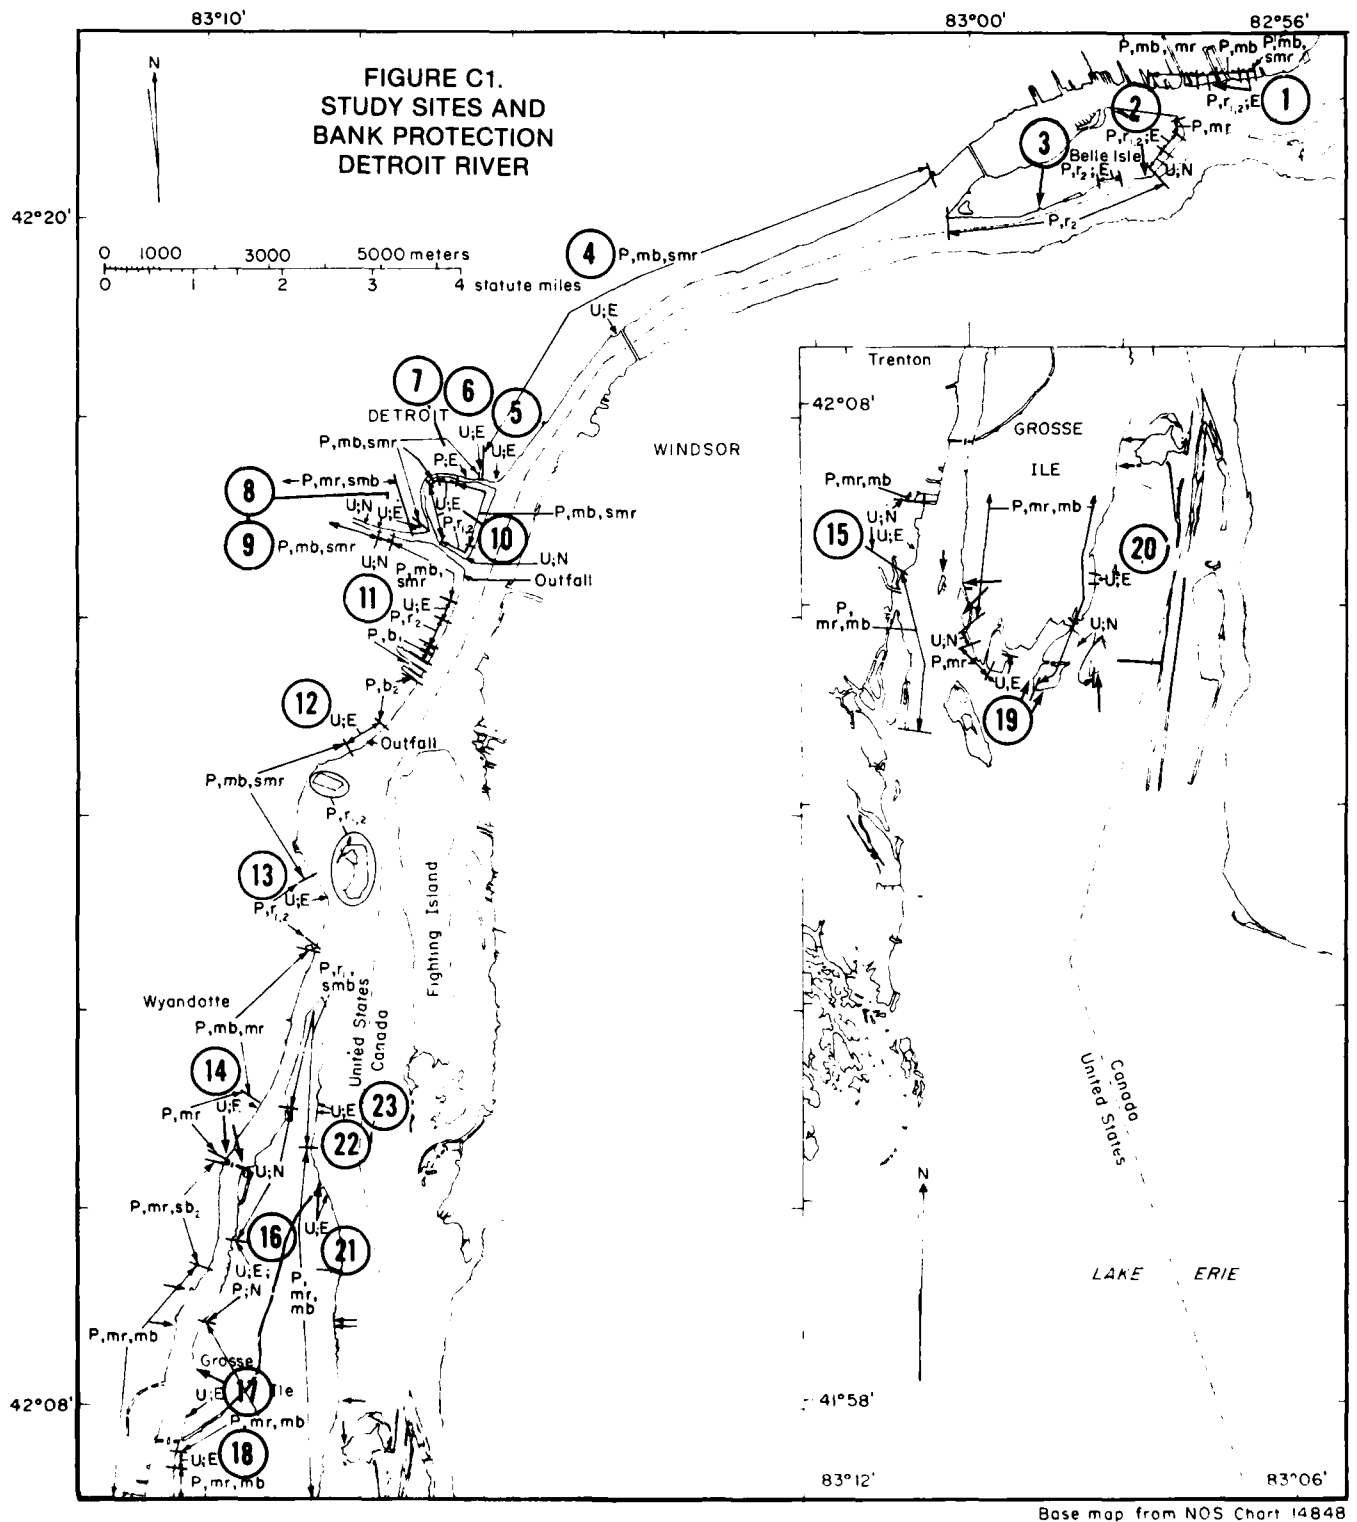 83°10'
83°00'
82°56'
N
FIGURE C1.
STUDY SITES AND
BANK PROTECTION
DETROIT RIVER
P,mb,mr
P,mb
P,mb,
smr
1
P,r₁,₂;E
2
P,mr
3
P,r₁,₂;E
Belle Isle
P,r₂;E
U;N
P,r₂
42°20'
0 1000 3000 5000 meters
0 1 2 3 4 statute miles
4
P,mb,smr
U;E
7
6
5
DETROIT
U;E
P,mb,smr
P;E
U;E
WINDSOR
8
P,mr,smb
U;N
U;E
U;E
P,r₁,₂
10
P,mb,smr
9
P,mb,smr
U;N
P,mb,
smr
U;N
Outfall
11
U;E
P,r₂
P,b₁
P,b₂
12
U;E
Outfall
P,mb,smr
P,r₁,₂
13
U;E
P,r₁,₂
Fighting Island
P,r₁,
smb
Wyandotte
United States
Canada
P,mb,mr
14
U;E
P,mr
U;E
23
22
U;N
P,mr,sb₂
16
U;E
21
U;E;
P;N
P,
mr,
mb
P,mr,mb
Grosse
Ile
17
U;E
42°08'
P,mr,mb
18
U;E
P,mr,mb
Trenton
42°08'
GROSSE
ILE
P,mr,mb
P,mr,mb
15
U;N
U;E
20
U;E
P,
mr,mb
U;N
U;N
P,mr
U,E
19
Canada
United States
N
LAKE ERIE
41°58'
83°12'
83°06'
Base map from NOS Chart 14848